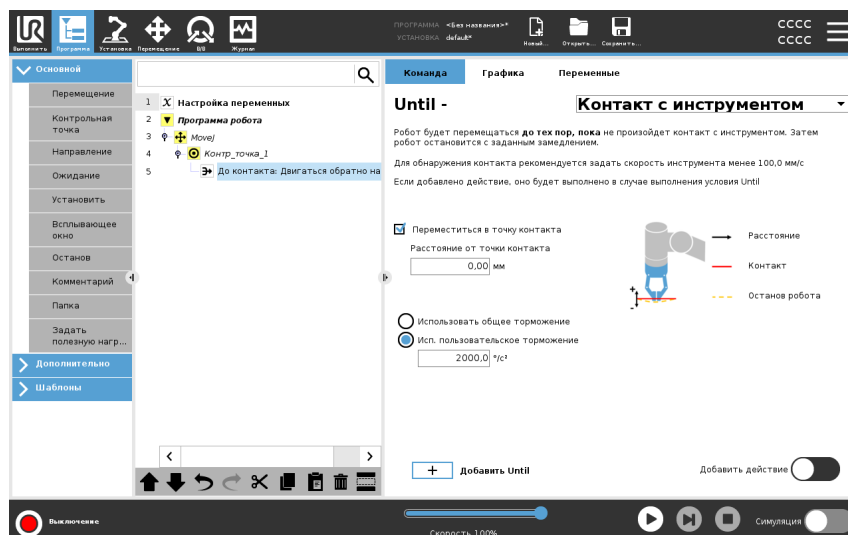 ПРОГРАММА <Без названия>*
УСТАНОВКА default*
CCCC
CCCC
Выполнить Программа Установка Перемещение В/В Журнал
Новый... Открыть... Сохранить...
Основной
Перемещение
Контрольная
точка
Направление
Ожидание
Установить
Всплывающее
окно
Останов
Комментарий
Папка
Задать
полезную нагр...
Дополнительно
Шаблоны
1 X Настройка переменных
2 Программа робота
3 MoveJ
4 Контр_точка_1
5 До контакта: Двигаться обратно на
Команда Графика Переменные
Until - Контакт с инструментом
Робот будет перемещаться до тех пор, пока не произойдет контакт с инструментом. Затем
робот остановится с заданным замедлением.
Для обнаружения контакта рекомендуется задать скорость инструмента менее 100,0 мм/с
Если добавлено действие, оно будет выполнено в случае выполнения условия Until
Переместиться в точку контакта
Расстояние от точки контакта
0,00 мм
Использовать общее торможение
Исп. пользовательское торможение
2000,0 °/с²
+
-
Расстояние
Контакт
Останов робота
+ Добавить Until
Добавить действие
Выключение
Скорость 100%
Симуляция